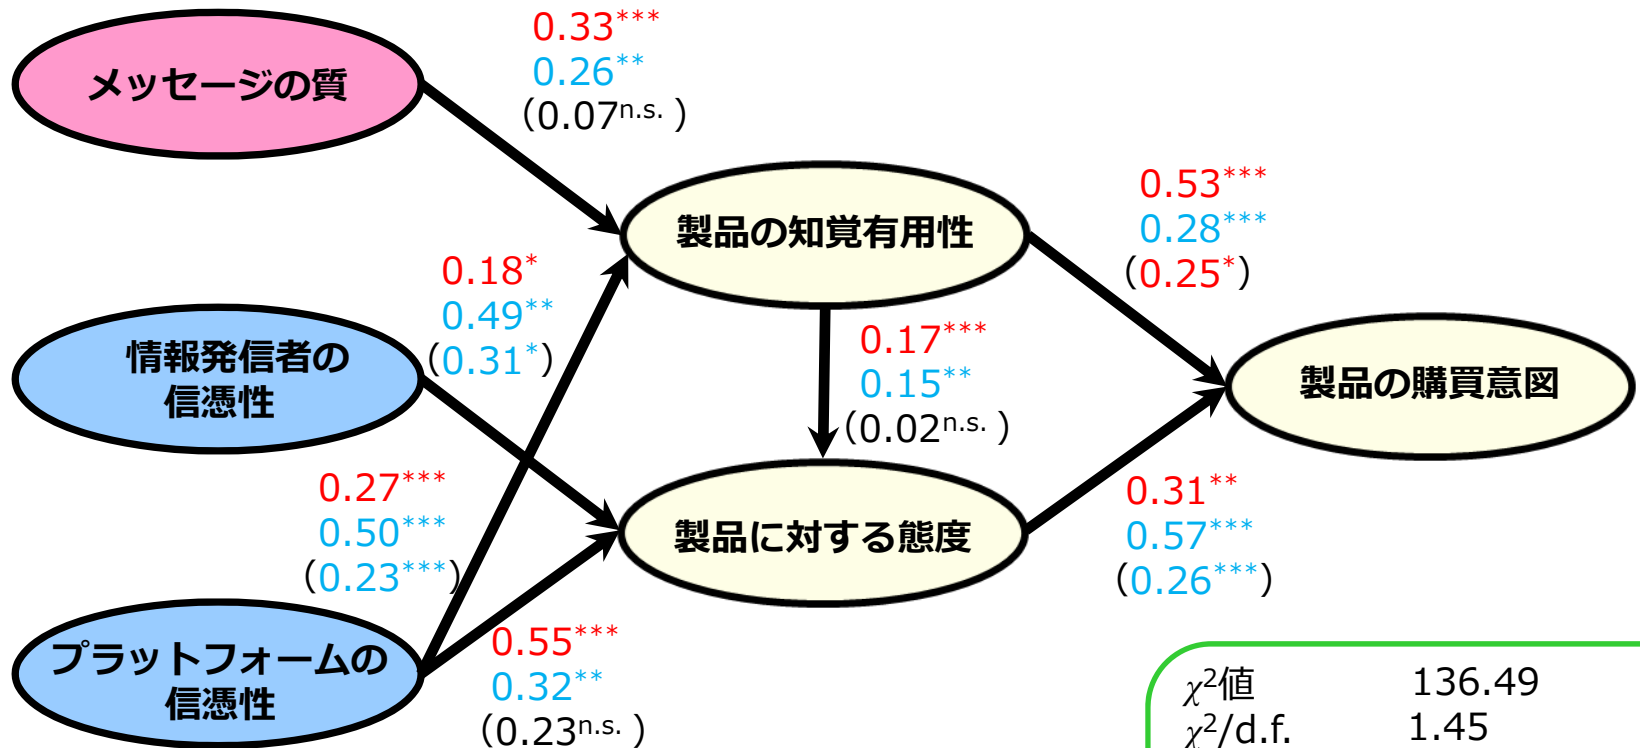 0.33***
0.26**
(0.07n.s. )
メッセージの質
0.53***
0.28***
(0.25*)
製品の知覚有用性
0.18*
0.49**
(0.31*)
0.17***
0.15**
(0.02n.s. )
情報発信者の
信憑性
製品の購買意図
0.27***
0.50***
(0.23***)
0.31**
0.57***
(0.26***)
製品に対する態度
プラットフォームの
信憑性
0.55***
0.32**
(0.23n.s. )
χ2値 136.49
χ2/d.f. 1.45